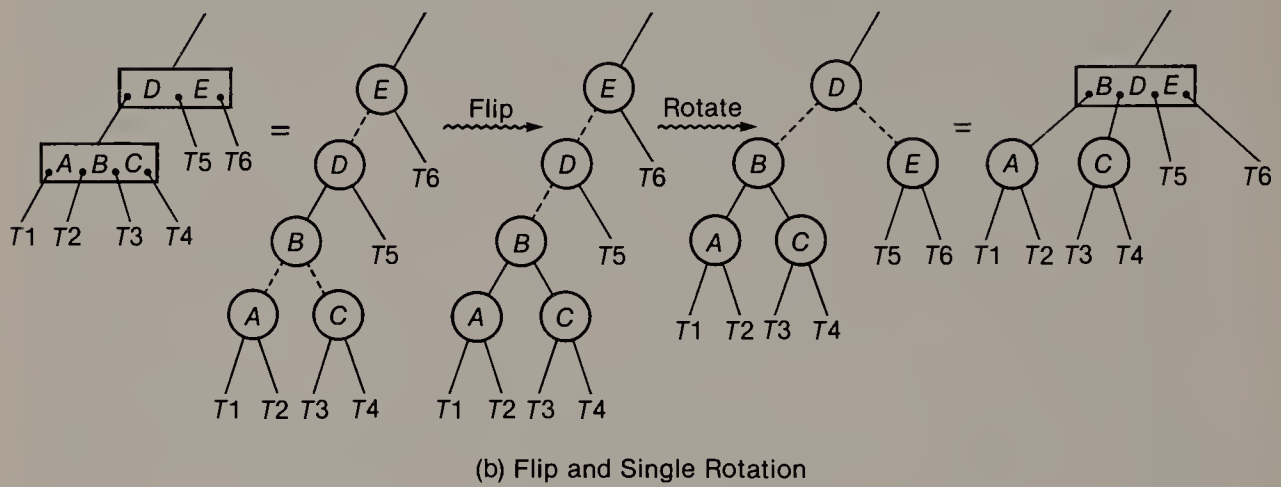 D E
A B C
T5 T6
T1 T2 T3 T4
=
E
D
T6
B
T5
A C
T1 T2 T3 T4
Flip
E
D
T6
B
T5
A C
T1 T2 T3 T4
Rotate
D
B E
A C
T5 T6
T1 T2 T3 T4
=
B D E
A C
T5 T6
T1 T2 T3 T4
(b) Flip and Single Rotation